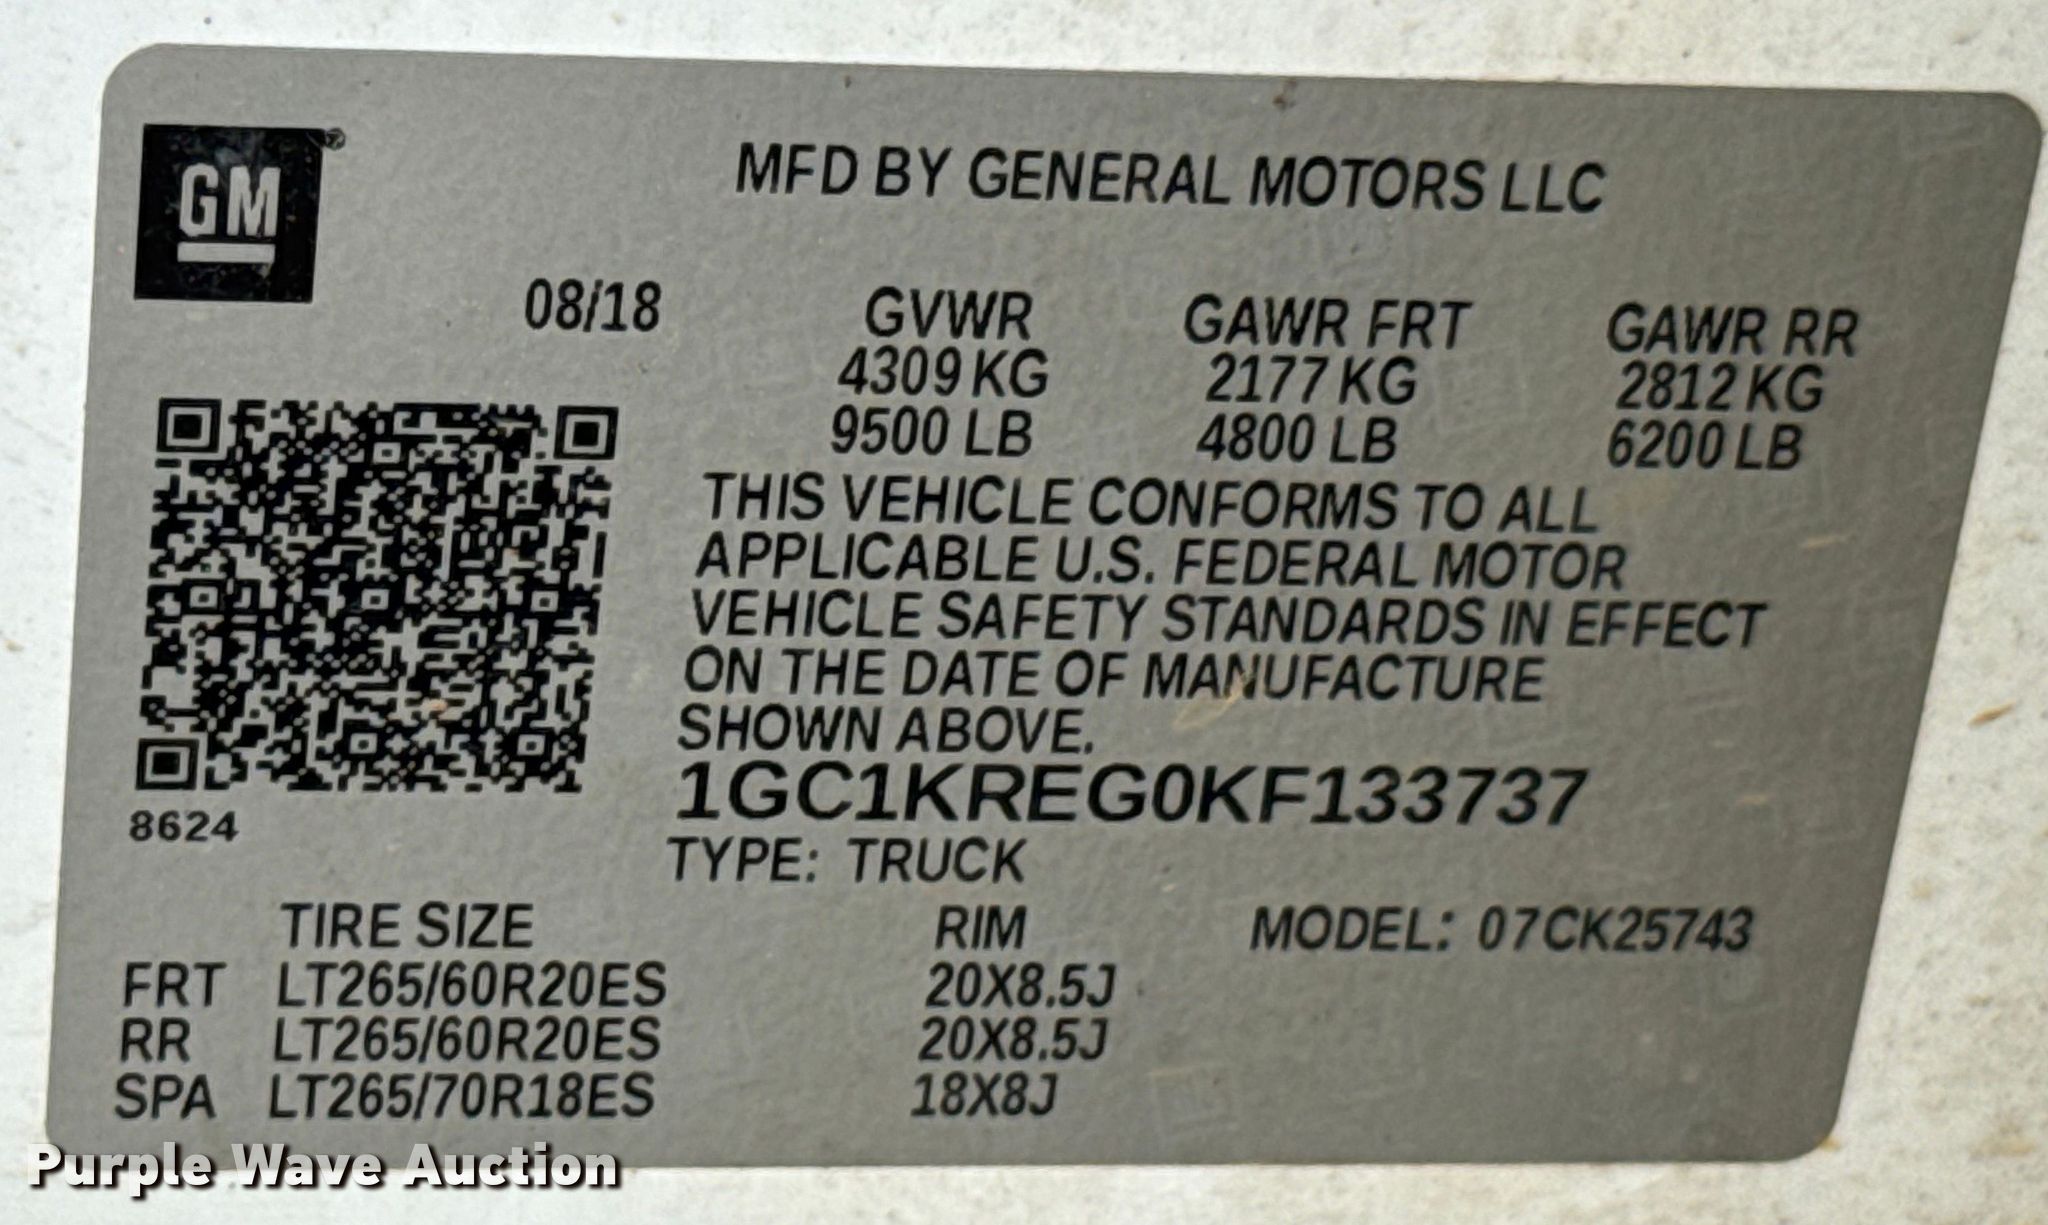 GM
MFD BY GENERAL MOTORS LLC
08/18 GVWR GAWR FRT GAWR RR
4309 KG 2177 KG 2812 KG
9500 LB 4800 LB 6200 LB
THIS VEHICLE CONFORMS TO ALL
APPLICABLE U.S. FEDERAL MOTOR
VEHICLE SAFETY STANDARDS IN EFFECT
ON THE DATE OF MANUFACTURE
SHOWN ABOVE.
1GC1KREG0KF133737
8624
TYPE: TRUCK
TIRE SIZE RIM MODEL: 07CK25743
FRT LT265/60R20ES 20X8.5J
RR LT265/60R20ES 20X8.5J
SPA LT265/70R18ES 18X8J
Purple Wave Auction